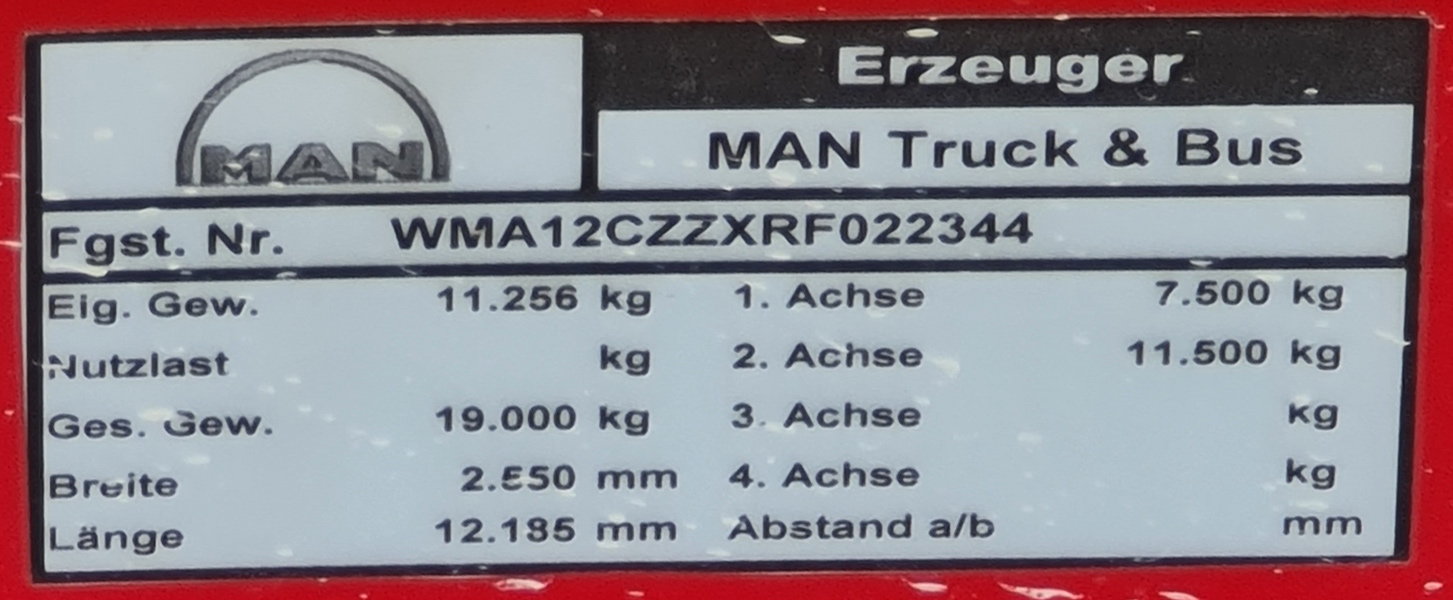 MAN
Erzeuger
MAN Truck & Bus
Fgst. Nr. WMA12CZZXRF022344
Eig. Gew. 11.256 kg 1. Achse 7.500 kg
Nutzlast kg 2. Achse 11.500 kg
Ges. Gew. 19.000 kg 3. Achse kg
Breite 2.550 mm 4. Achse kg
Länge 12.185 mm Abstand a/b mm